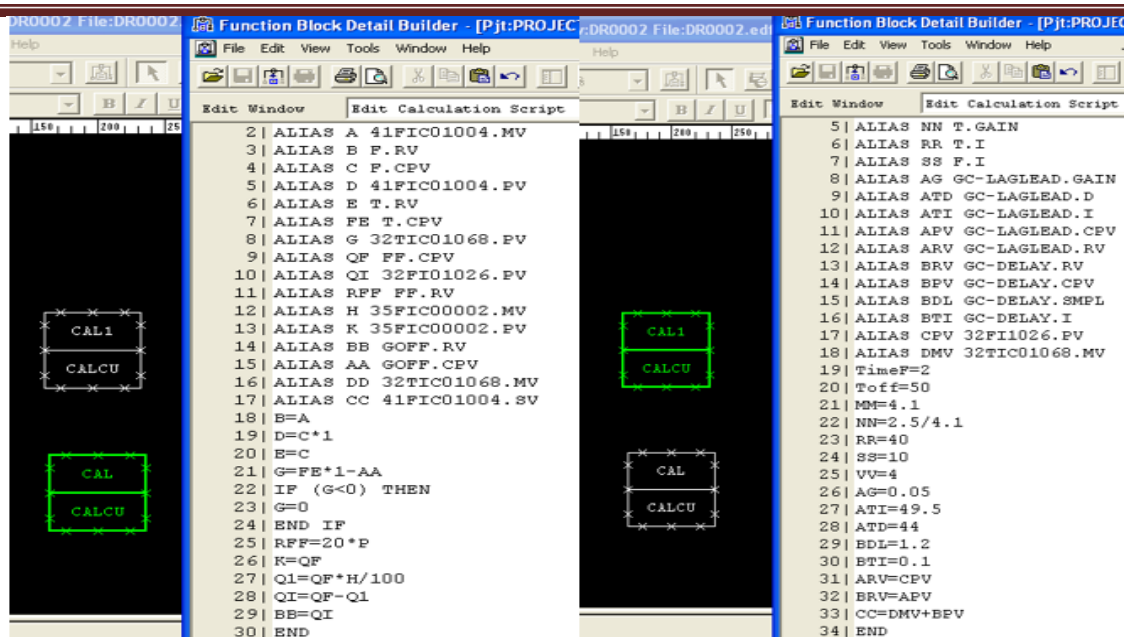 DR0002 File:DR0002.
Help
B I U
150 200 25
CAL1
CALCU
CAL
CALCU
Function Block Detail Builder - [Pjt:PROJEC
File Edit View Tools Window Help
Edit Window Edit Calculation Script
2| ALIAS A 41FIC01004.MV
3| ALIAS B F.RV
4| ALIAS C F.CPV
5| ALIAS D 41FIC01004.PV
6| ALIAS E T.RV
7| ALIAS FE T.CPV
8| ALIAS G 32TIC01068.PV
9| ALIAS QF FF.CPV
10| ALIAS QI 32FI01026.PV
11| ALIAS RFF FF.RV
12| ALIAS H 35FIC00002.MV
13| ALIAS K 35FIC00002.PV
14| ALIAS BB GOFF.RV
15| ALIAS AA GOFF.CPV
16| ALIAS DD 32TIC01068.MV
17| ALIAS CC 41FIC01004.SV
18| B=A
19| D=C*1
20| E=C
21| G=FE*1-AA
22| IF (G<0) THEN
23| G=0
24| END IF
25| RFF=20*P
26| K=QF
27| Q1=QF*H/100
28| QI=QF-Q1
29| BB=QI
30| END
:DR0002 File:DR0002.edf
Help
B I U
150 200 250
CAL1
CALCU
CAL
CALCU
Function Block Detail Builder - [Pjt:PROJEC
File Edit View Tools Window Help
Edit Window Edit Calculation Script
5| ALIAS NN T.GAIN
6| ALIAS RR T.I
7| ALIAS SS F.I
8| ALIAS AG GC-LAGLEAD.GAIN
9| ALIAS ATD GC-LAGLEAD.D
10| ALIAS ATI GC-LAGLEAD.I
11| ALIAS APV GC-LAGLEAD.CPV
12| ALIAS ARV GC-LAGLEAD.RV
13| ALIAS BRV GC-DELAY.RV
14| ALIAS BPV GC-DELAY.CPV
15| ALIAS BDL GC-DELAY.SMPL
16| ALIAS BTI GC-DELAY.I
17| ALIAS CPV 32FI1026.PV
18| ALIAS DMV 32TIC01068.MV
19| TimeF=2
20| Toff=50
21| MM=4.1
22| NN=2.5/4.1
23| RR=40
24| SS=10
25| VV=4
26| AG=0.05
27| ATI=49.5
28| ATD=44
29| BDL=1.2
30| BTI=0.1
31| ARV=CPV
32| BRV=APV
33| CC=DMV+BPV
34| END